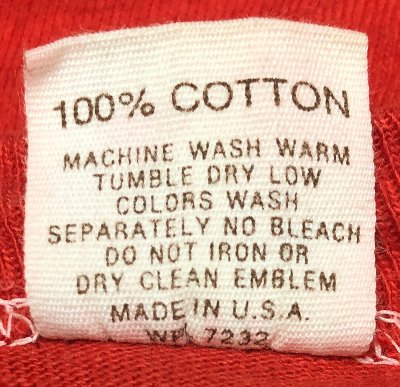 100% COTTON
MACHINE WASH WARM
TUMBLE DRY LOW
COLORS WASH
SEPARATELY NO BLEACH
DO NOT IRON OR
DRY CLEAN EMBLEM
MADE IN U.S.A.
7232